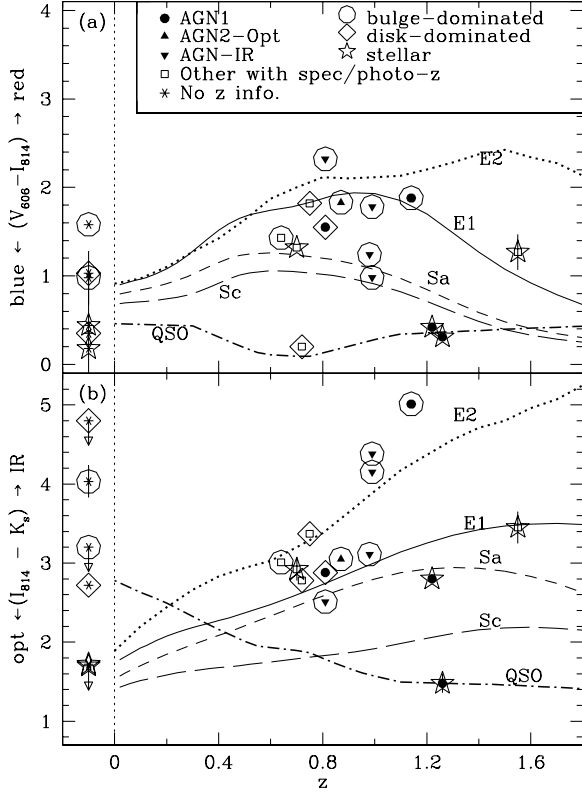 (a)
AGN1
AGN2-Opt
AGN-IR
Other with spec/photo-z
No z info.
bulge-dominated
disk-dominated
stellar
4
3
2
1
0
blue ← (V606−I814) → red
E2
E1
Sa
Sc
QSO
(b)
5
4
3
2
1
opt ←(I814 − Ks) → IR
E2
E1
Sa
Sc
QSO
0 0.4 0.8 1.2 1.6
z